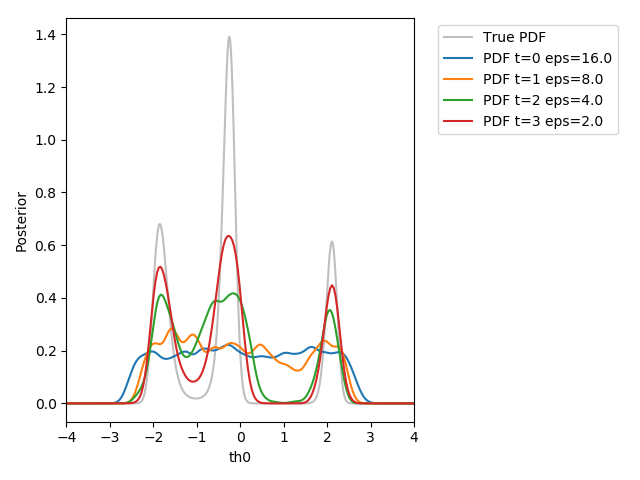 True PDF
PDF t=0 eps=16.0
PDF t=1 eps=8.0
PDF t=2 eps=4.0
PDF t=3 eps=2.0
Posterior
1.4
1.2
1.0
0.8
0.6
0.4
0.2
0.0
−4 −3 −2 −1 0 1 2 3 4
th0